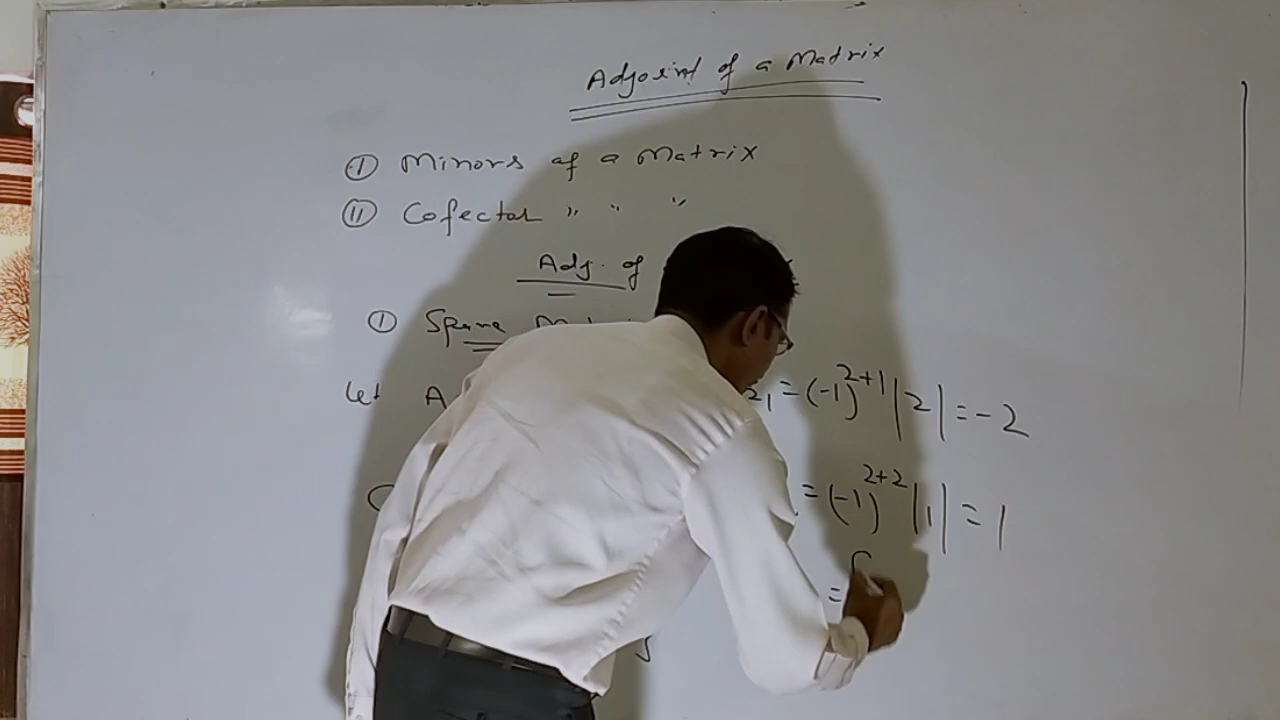 Adjoint of a Matrix
① Minors of a Matrix
⑪ Cofector " " "
Adj. of
① Square
Let A
21 = (-1)^2+1 |2| = -2
= (-1)^2+2 |1| = 1
=